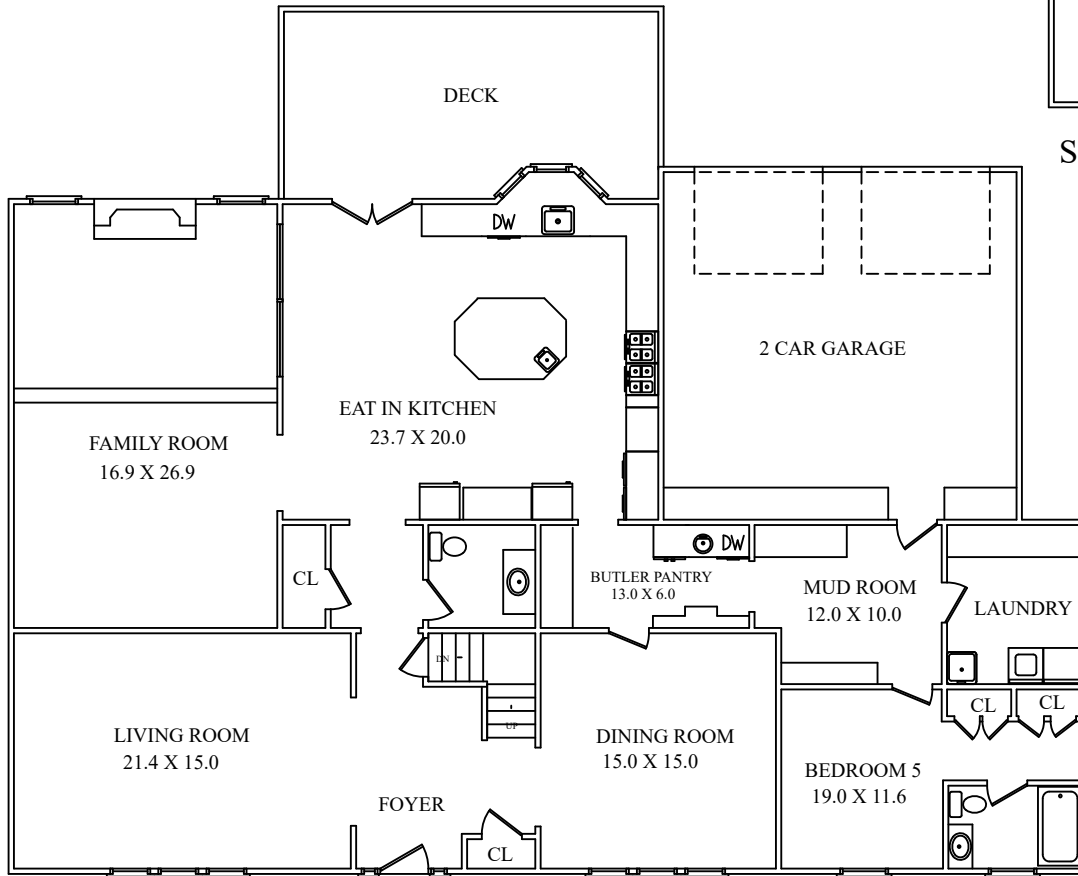 DECK
S
DW
2 CAR GARAGE
EAT IN KITCHEN
23.7 X 20.0
FAMILY ROOM
16.9 X 26.9
CL
BUTLER PANTRY
13.0 X 6.0
DW
MUD ROOM
12.0 X 10.0
LAUNDRY
DN
UP
LIVING ROOM
21.4 X 15.0
DINING ROOM
15.0 X 15.0
CL
CL
BEDROOM 5
19.0 X 11.6
FOYER
CL